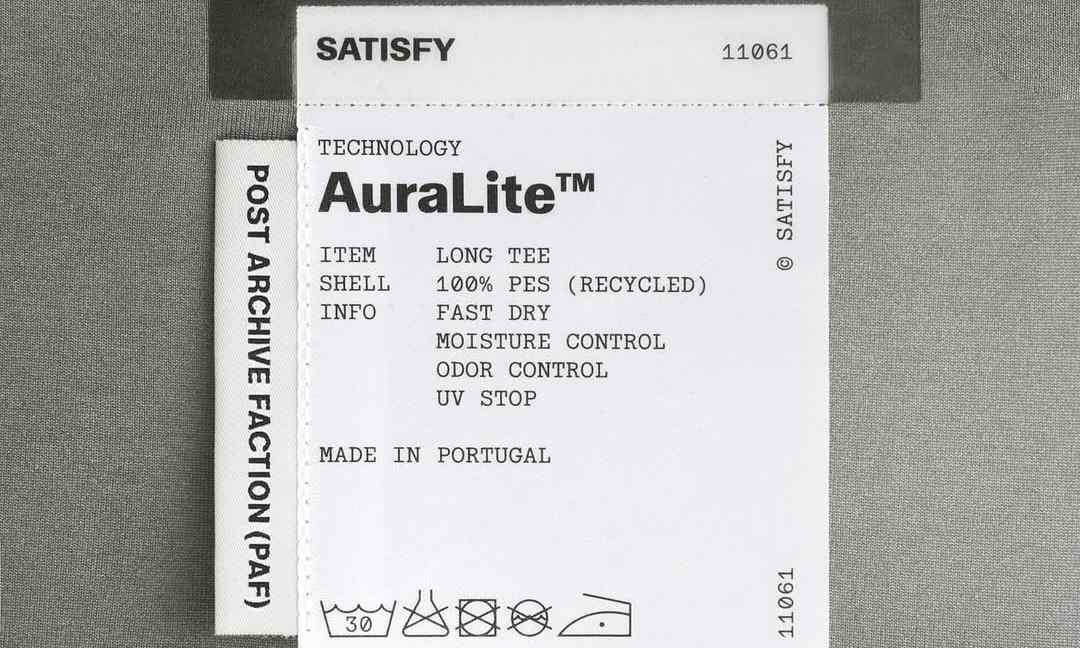 SATISFY 11061
TECHNOLOGY
AuraLite™
ITEM LONG TEE
SHELL 100% PES (RECYCLED)
INFO FAST DRY
MOISTURE CONTROL
ODOR CONTROL
UV STOP
MADE IN PORTUGAL
30
© SATISFY
11061
POST ARCHIVE FACTION (PAF)